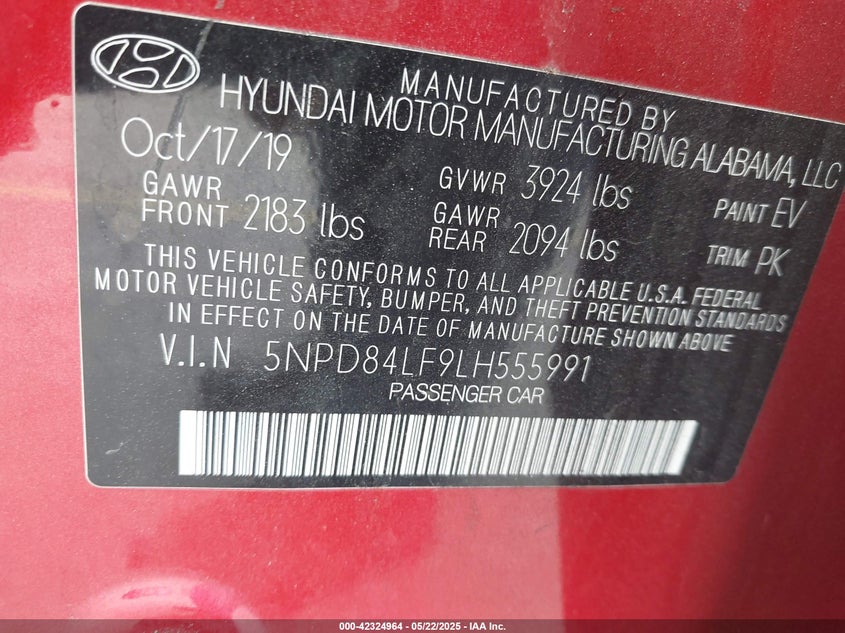 MANUFACTURED BY
HYUNDAI MOTOR MANUFACTURING ALABAMA, LLC
Oct/17/19
GAWR FRONT 2183 lbs
GVWR 3924 lbs
GAWR REAR 2094 lbs
PAINT EV
TRIM PK
THIS VEHICLE CONFORMS TO ALL APPLICABLE U.S.A. FEDERAL
MOTOR VEHICLE SAFETY, BUMPER, AND THEFT PREVENTION STANDARDS
IN EFFECT ON THE DATE OF MANUFACTURE SHOWN ABOVE
V.I.N 5NPD84LF9LH555991
PASSENGER CAR
000-42324964 - 05/22/2025 - IAA Inc.